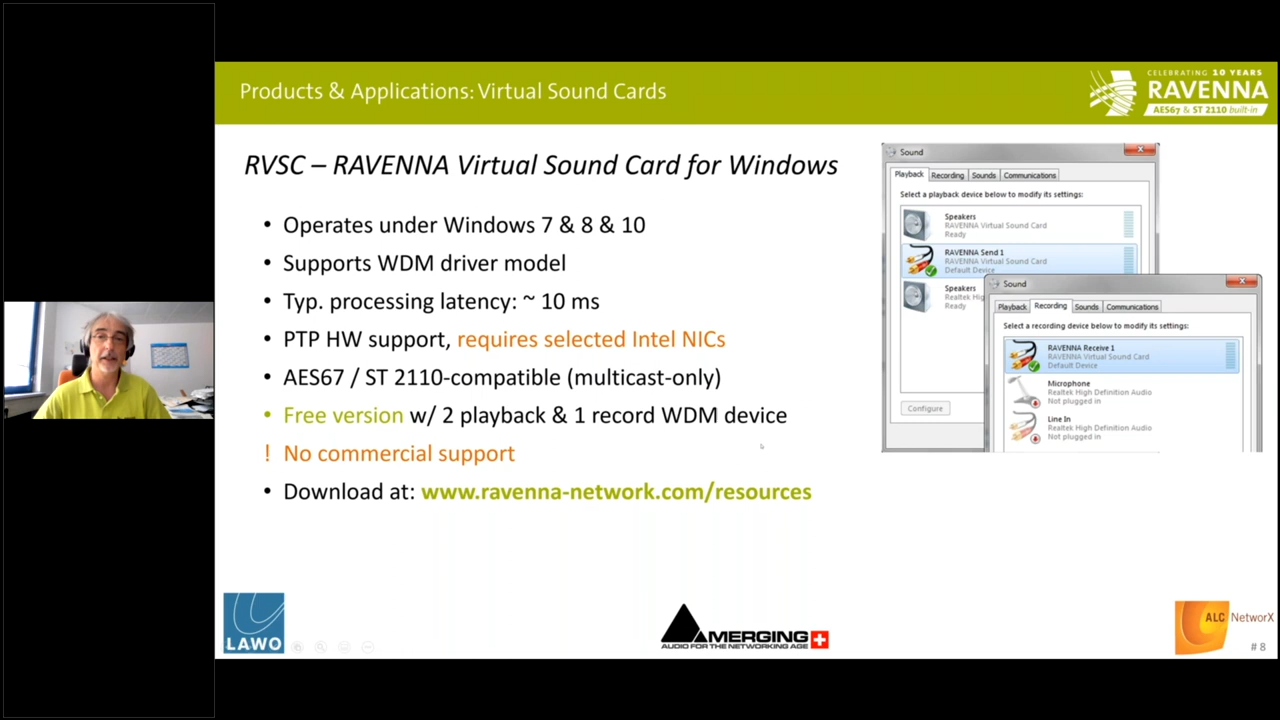 Products & Applications: Virtual Sound Cards
CELEBRATING 10 YEARS
RAVENNA
AES67 & ST 2110 built-in
RVSC – RAVENNA Virtual Sound Card for Windows
• Operates under Windows 7 & 8 & 10
• Supports WDM driver model
• Typ. processing latency: ~ 10 ms
• PTP HW support, requires selected Intel NICs
• AES67 / ST 2110-compatible (multicast-only)
• Free version w/ 2 playback & 1 record WDM device
! No commercial support
• Download at: www.ravenna-network.com/resources
Sound
Playback Recording Sounds Communications
Select a playback device below to modify its settings:
Speakers
RAVENNA Virtual Sound Card
Ready
RAVENNA Send 1
RAVENNA Virtual Sound Card
Default Device
Speakers
Realtek Hig
Ready
Configure
Sound
Playback Recording Sounds Communications
Select a recording device below to modify its settings:
RAVENNA Receive 1
RAVENNA Virtual Sound Card
Default Device
Microphone
Realtek High Definition Audio
Not plugged in
Line In
Realtek High Definition Audio
Not plugged in
LAWO
MERGING
AUDIO FOR THE NETWORKING AGE
ALC NetworX
# 8